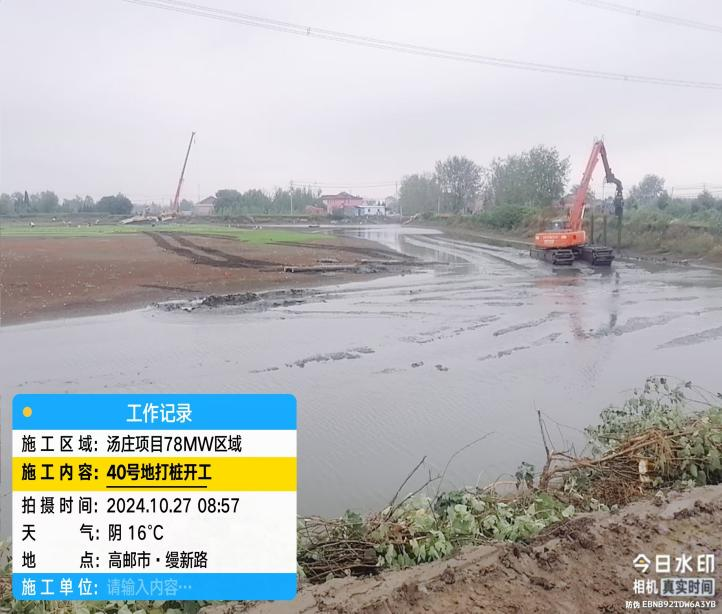 工作记录
施工区域：汤庄项目78MW区域
施工内容：40号地打桩开工
拍摄时间：2024.10.27 08:57
天气：阴 16℃
地点：高邮市·缦新路
施工单位：请输入内容…
今日水印
相机真实时间
防伪 EBNB92TDW6A3YB